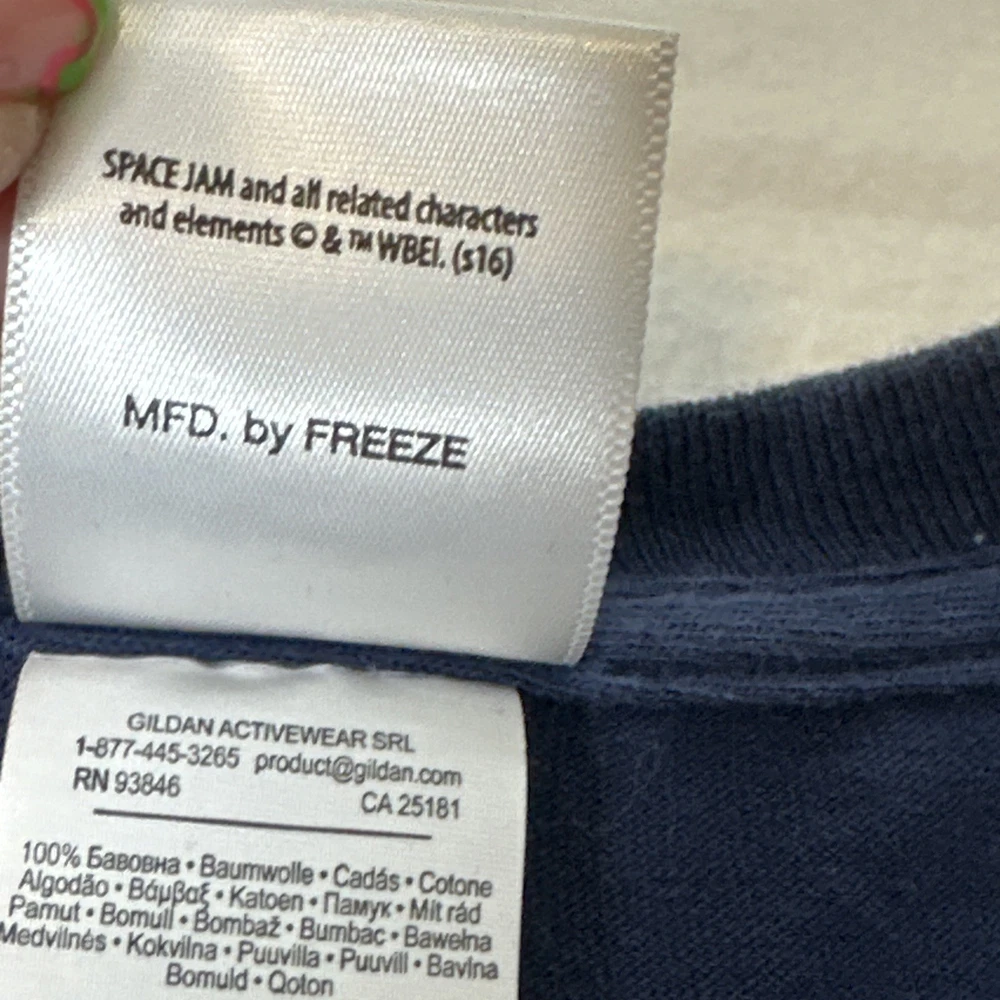 SPACE JAM and all related characters
and elements © & ™ WBEI. (s16)
MFD. by FREEZE
GILDAN ACTIVEWEAR SRL
1-877-445-3265 product@gildan.com
RN 93846 CA 25181
100% Бавовна • Baumwolle • Cadás • Cotone
Algodão • Βάμβαξ • Katoen • Памук • Mit rád
Pamut • Bomull • Bombaž • Bumbac • Bawełna
Medvilnés • Kokvilna • Puuvilla • Puuvill • Bavlna
Bomuld • Qoton